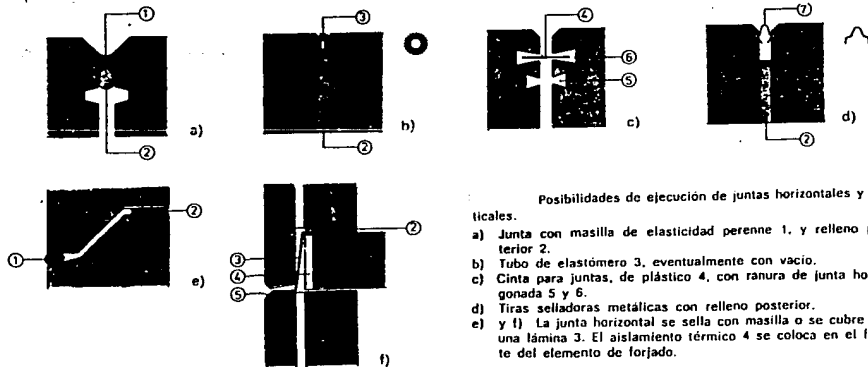 ① ③ ④ ⑦
⑥
⑤
a) b) c) d)
② ② ②
② ②
① ③
④
⑤
e) f)
Posibilidades de ejecución de juntas horizontales y
ticales.
a) Junta con masilla de elasticidad perenne 1, y relleno
terior 2.
b) Tubo de elastómero 3, eventualmente con vacío.
c) Cinta para juntas, de plástico 4, con ranura de junta ho
gonada 5 y 6.
d) Tiras selladoras metálicas con relleno posterior.
e) y f) La junta horizontal se sella con masilla o se cubre
una lámina 3. El aislamiento térmico 4 se coloca en el f
te del elemento de forjado.